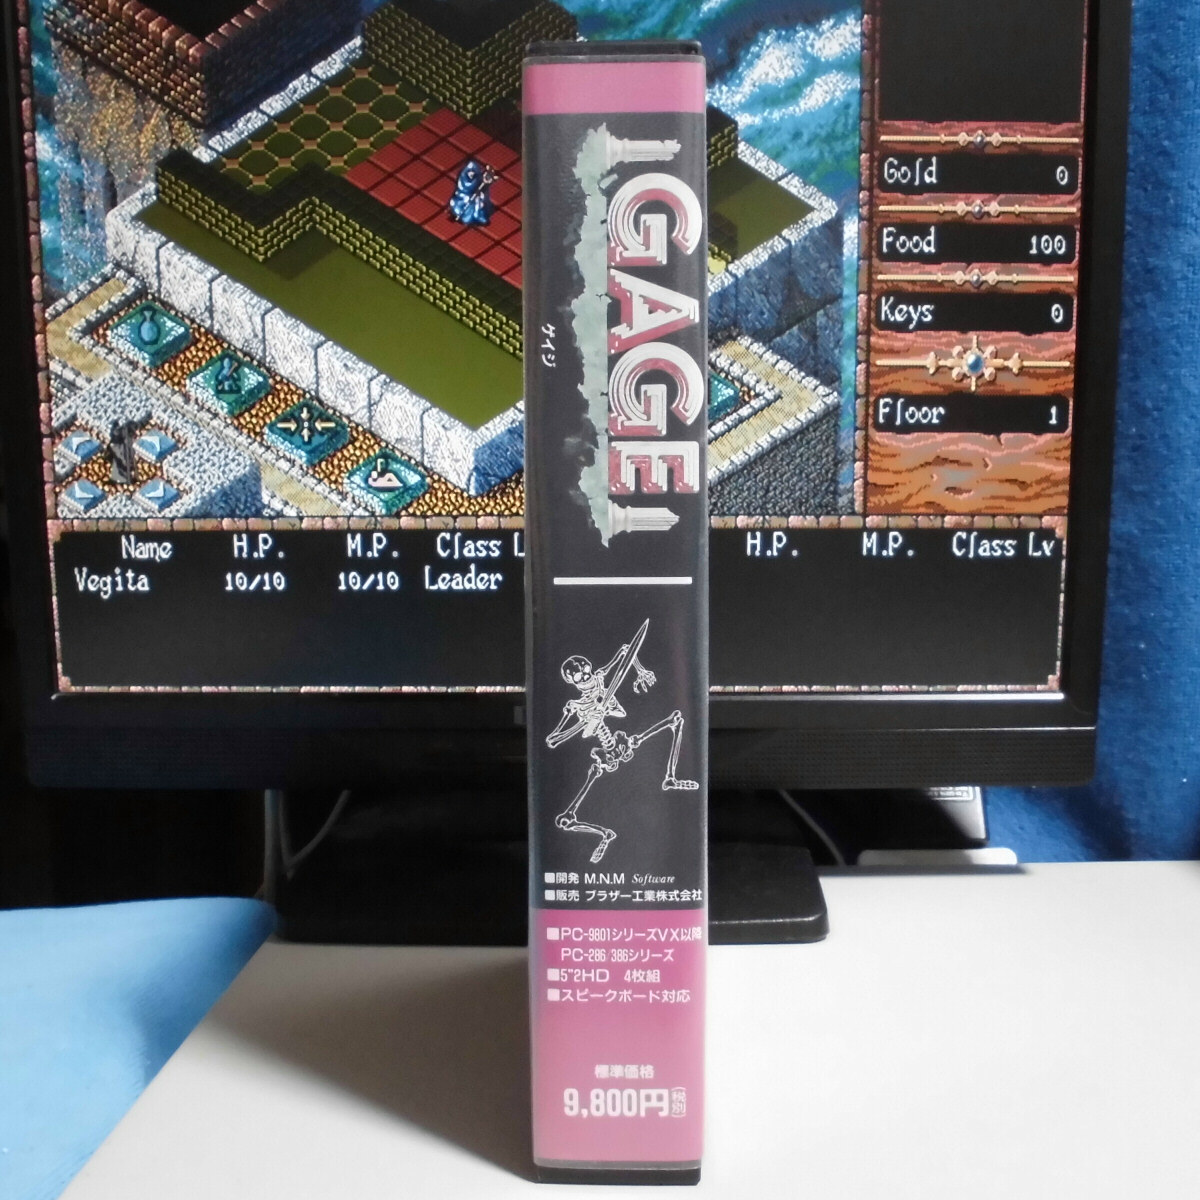 Gold 0
Food 100
Keys 0
Floor 1
Name H.P. M.P. Class L
Vegita 10/10 10/10 Leader
H.P. M.P. Class Lv
GAGE
ゲイジ
■開発 M.N.M Software
■販売 ブラザー工業株式会社
■PC-9801シリーズVX以降
PC-286/386シリーズ
■5"2HD 4枚組
■スピークボード対応
標準価格
9,800円(税別)